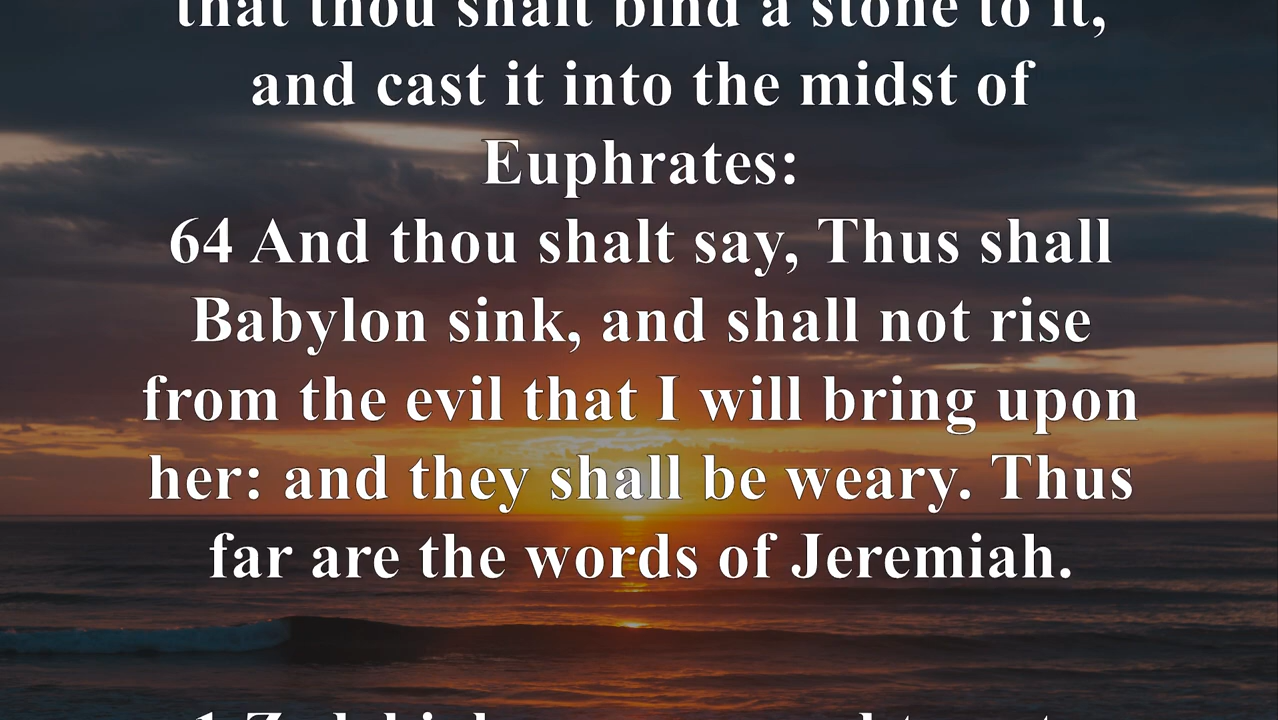 that thou shalt bind a stone to it,
and cast it into the midst of
Euphrates:
64 And thou shalt say, Thus shall
Babylon sink, and shall not rise
from the evil that I will bring upon
her: and they shall be weary. Thus
far are the words of Jeremiah.
1 Zedekiah